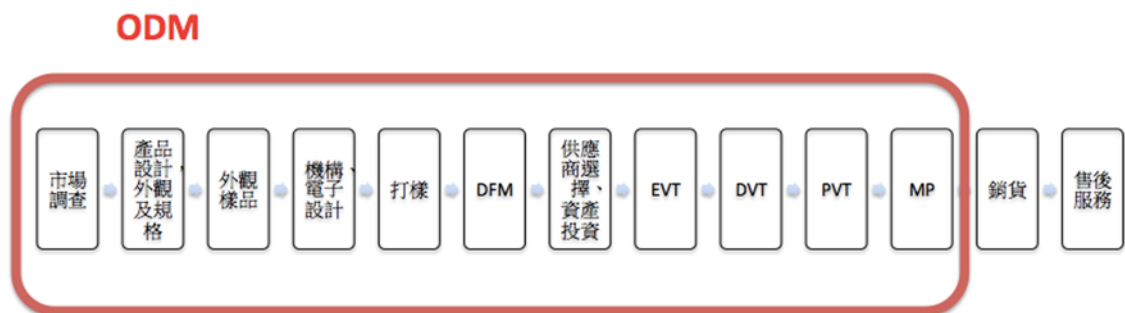 ODM
市場
調查
產品
設計，
外觀
及規
格
外觀
樣品
機構、
電子
設計
打樣
DFM
供應
商選
擇、
資產
投資
EVT
DVT
PVT
MP
銷貨
售後
服務